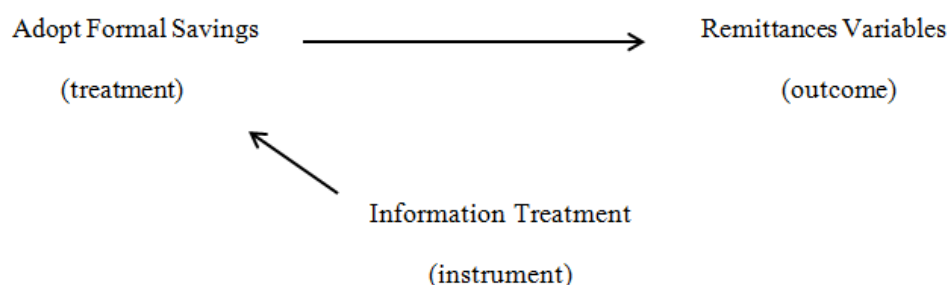 Adopt Formal Savings
Remittances Variables
(treatment)
(outcome)
Information Treatment
(instrument)